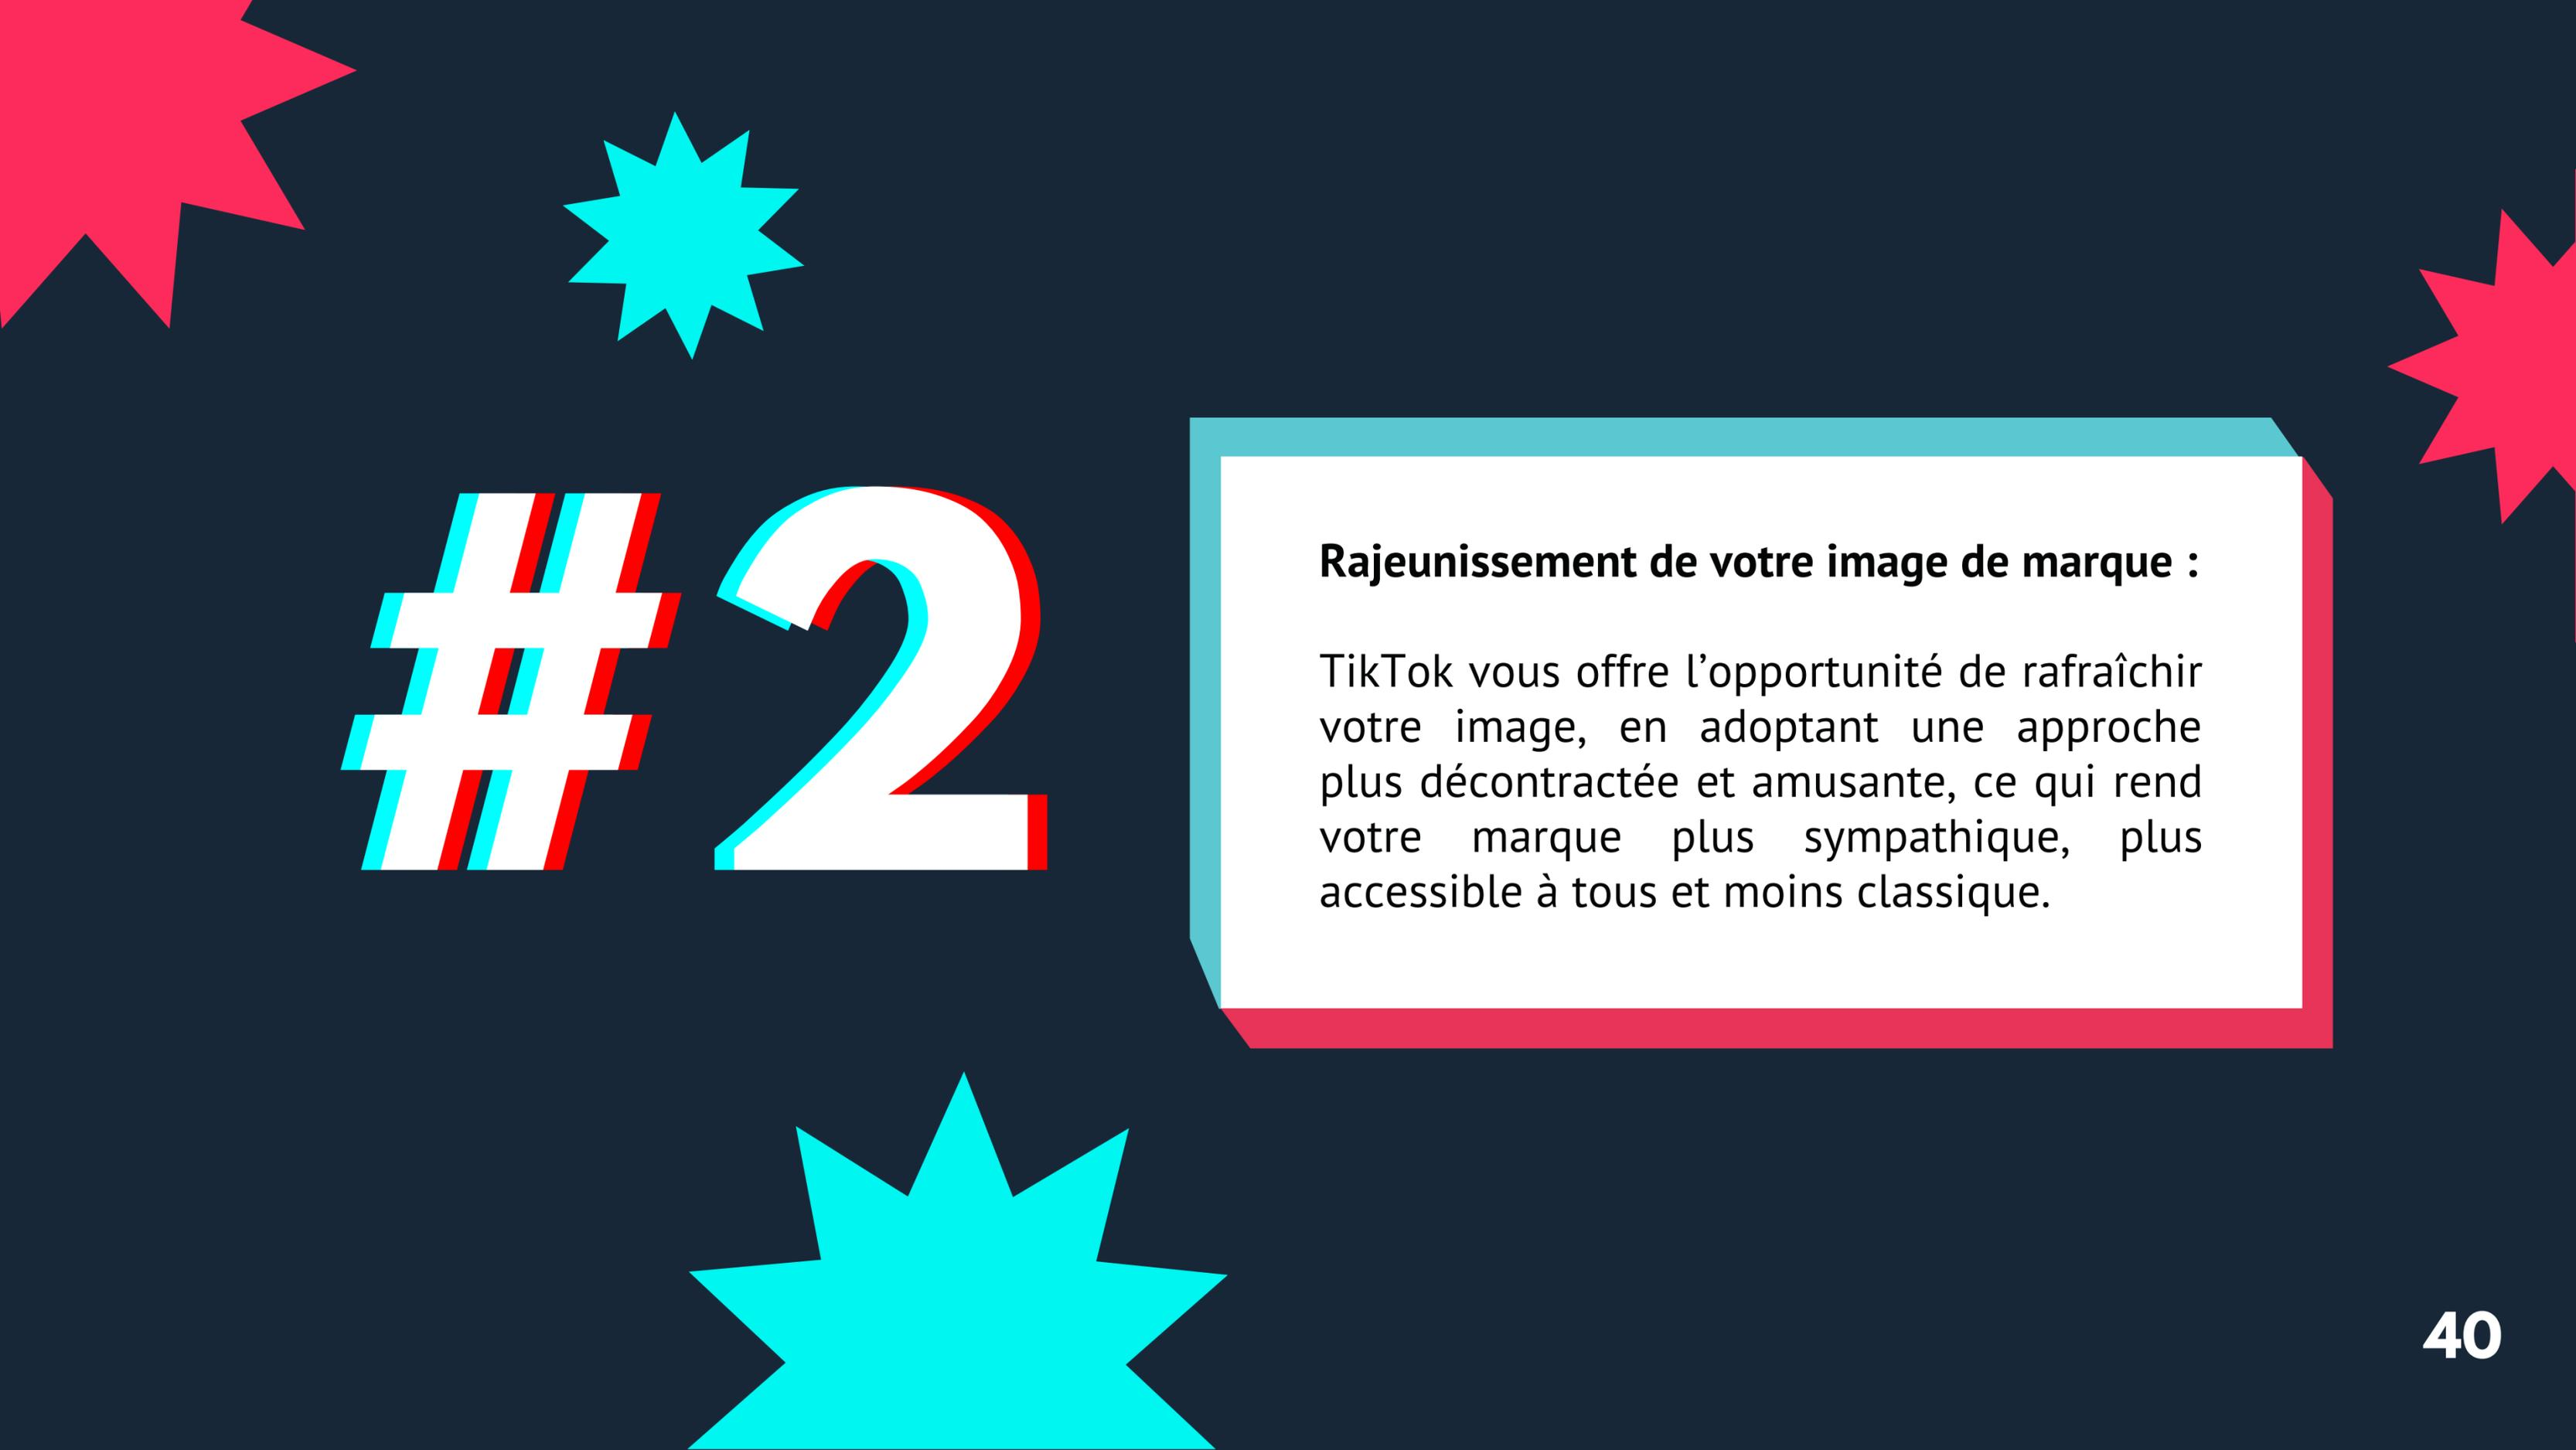 #2
Rajeunissement de votre image de marque :
TikTok vous offre l’opportunité de rafraîchir
votre image, en adoptant une approche
plus décontractée et amusante, ce qui rend
votre marque plus sympathique, plus
accessible à tous et moins classique.
40